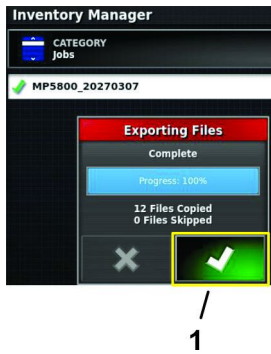 Inventory Manager
CATEGORY
Jobs
MP5800_20270307
Exporting Files
Complete
Progress: 100%
12 Files Copied
0 Files Skipped
1